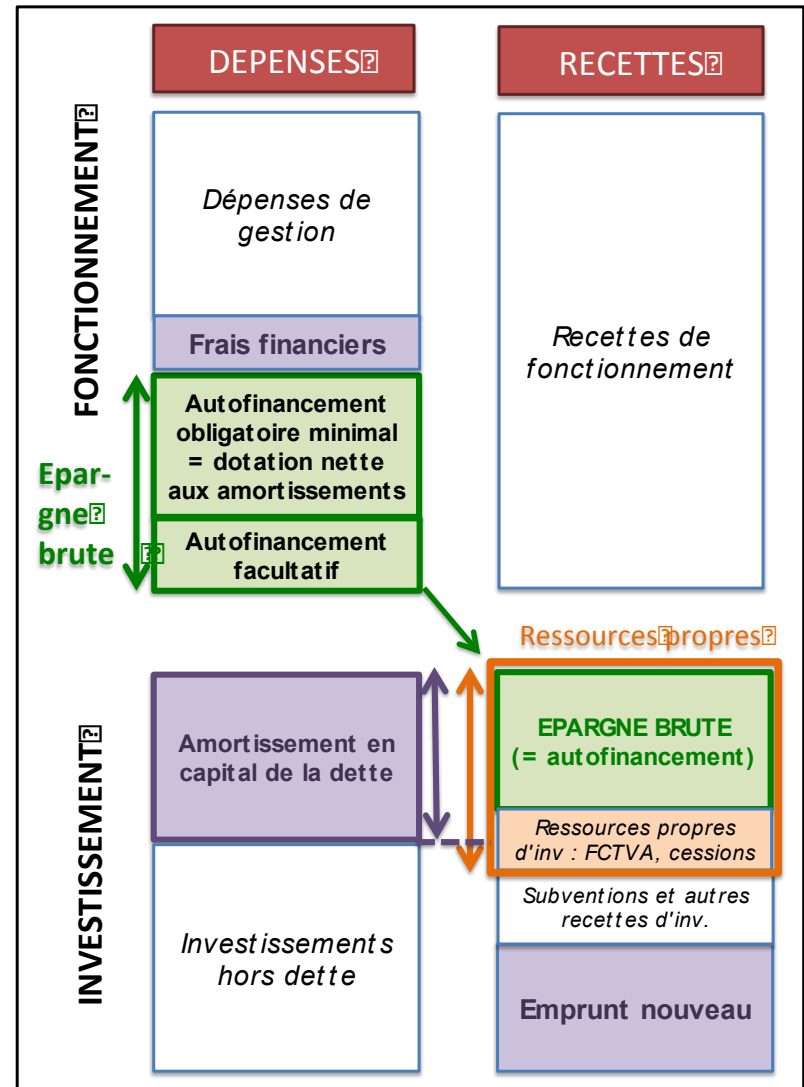 DEPENSES
RECETTES
FONCTIONNEMENT
Dépenses de
gestion
Frais financiers
Autofinancement
obligatoire minimal
= dotation nette
aux amortissements
Autofinancement
facultatif
Epar-
gne
brute
Recettes de
fonctionnement
Ressources propres
INVESTISSEMENT
Amortissement en
capital de la dette
Investissements
hors dette
EPARGNE BRUTE
(= autofinancement)
Ressources propres
d'inv : FCTVA, cessions
Subventions et autres
recettes d'inv.
Emprunt nouveau